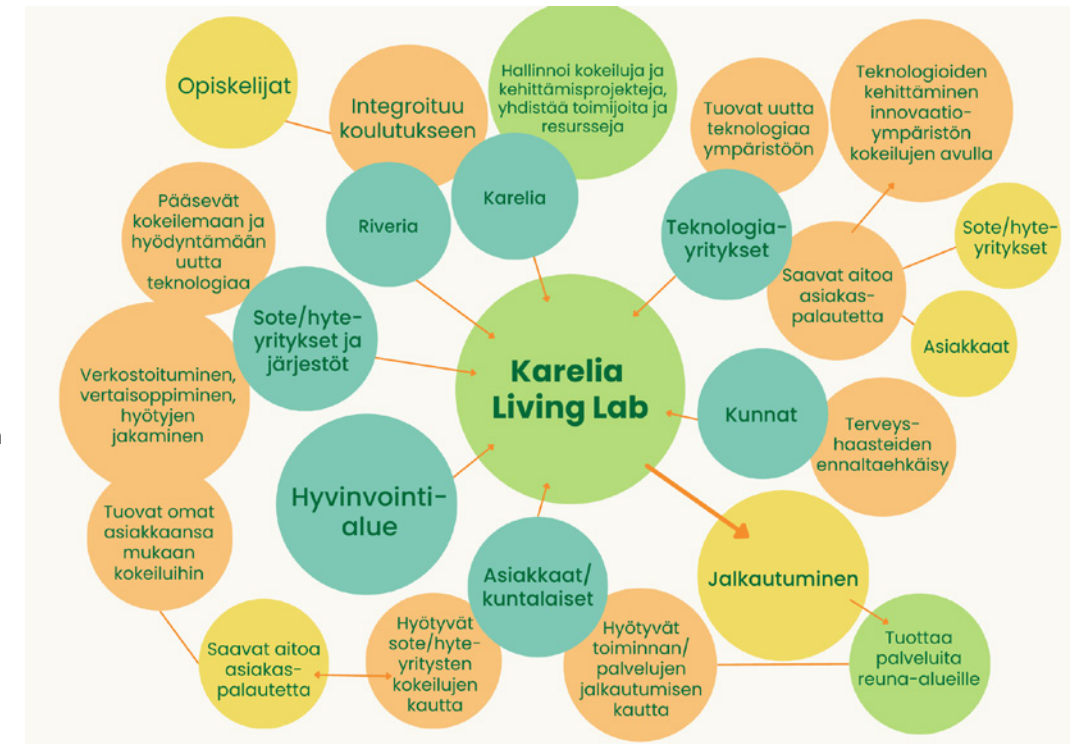 Opiskelijat
Integroituu
koulutukseen
Hallinnoi kokeiluja ja
kehittämisprojekteja,
yhdistää toimijoita ja
resursseja
Tuovat uutta
teknologiaa
ympäristöön
Teknologioiden
kehittäminen
innovaatio-
ympäristön
kokeilujen avulla
Pääsevät
kokeilemaan ja
hyödyntämään
uutta
teknologiaa
Riveria
Karelia
Teknologia-
yritykset
Sote/hyte-
yritykset
Saavat aitoa
asiakas-
palautetta
Asiakkaat
Sote/hyte-
yritykset ja
järjestöt
Karelia
Living Lab
Verkostoituminen,
vertaisoppiminen,
hyötyjen
jakaminen
Kunnat
Terveys-
haasteiden
ennaltaehkäisy
Hyvinvointi-
alue
Tuovat omat
asiakkaansa
mukaan
kokeiluihin
Asiakkaat/
kuntalaiset
Jalkautuminen
Saavat aitoa
asiakas-
palautetta
Hyötyvät
sote/hyte-
yritysten
kokeilujen
kautta
Hyötyvät
toiminnan/
palvelujen
jalkautumisen
kautta
Tuottaa
palveluita
reuna-alueille